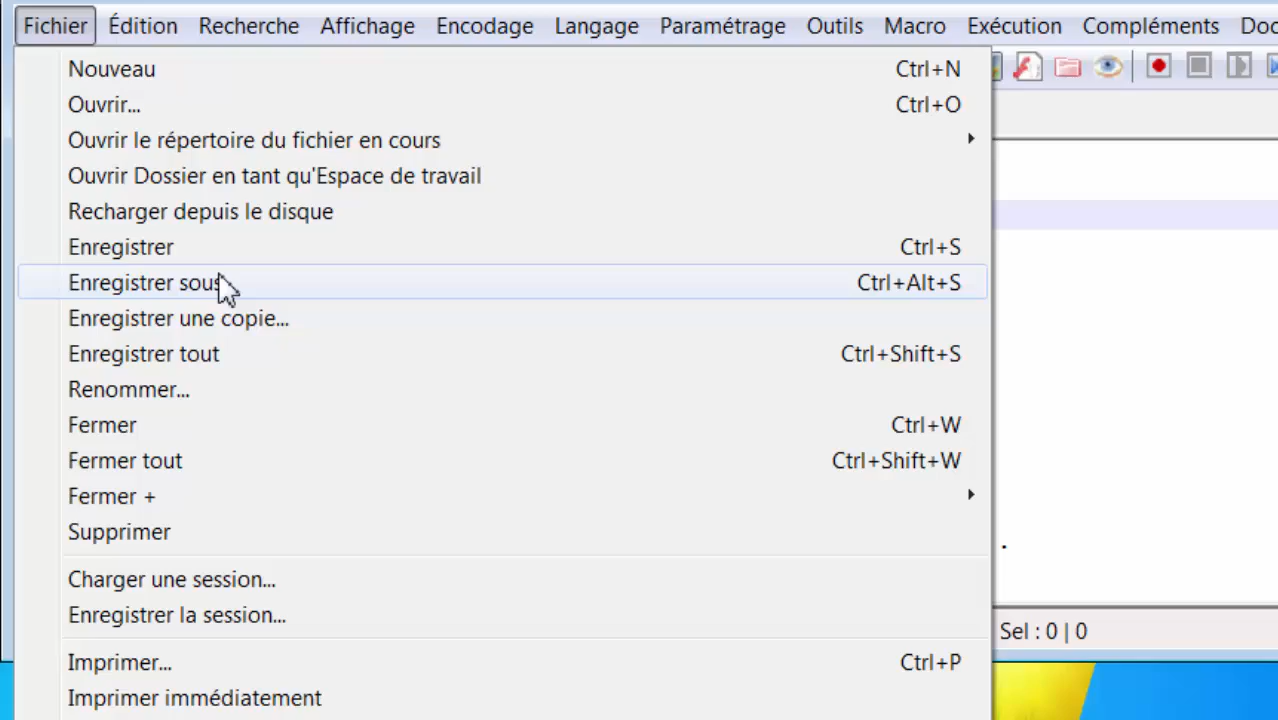 Fichier Édition Recherche Affichage Encodage Langage Paramétrage Outils Macro Exécution Compléments
Nouveau Ctrl+N
Ouvrir... Ctrl+O
Ouvrir le répertoire du fichier en cours
Ouvrir Dossier en tant qu'Espace de travail
Recharger depuis le disque
Enregistrer Ctrl+S
Enregistrer sous Ctrl+Alt+S
Enregistrer une copie...
Enregistrer tout Ctrl+Shift+S
Renommer...
Fermer Ctrl+W
Fermer tout Ctrl+Shift+W
Fermer +
Supprimer
Charger une session...
Enregistrer la session...
Sel : 0 | 0
Imprimer... Ctrl+P
Imprimer immédiatement